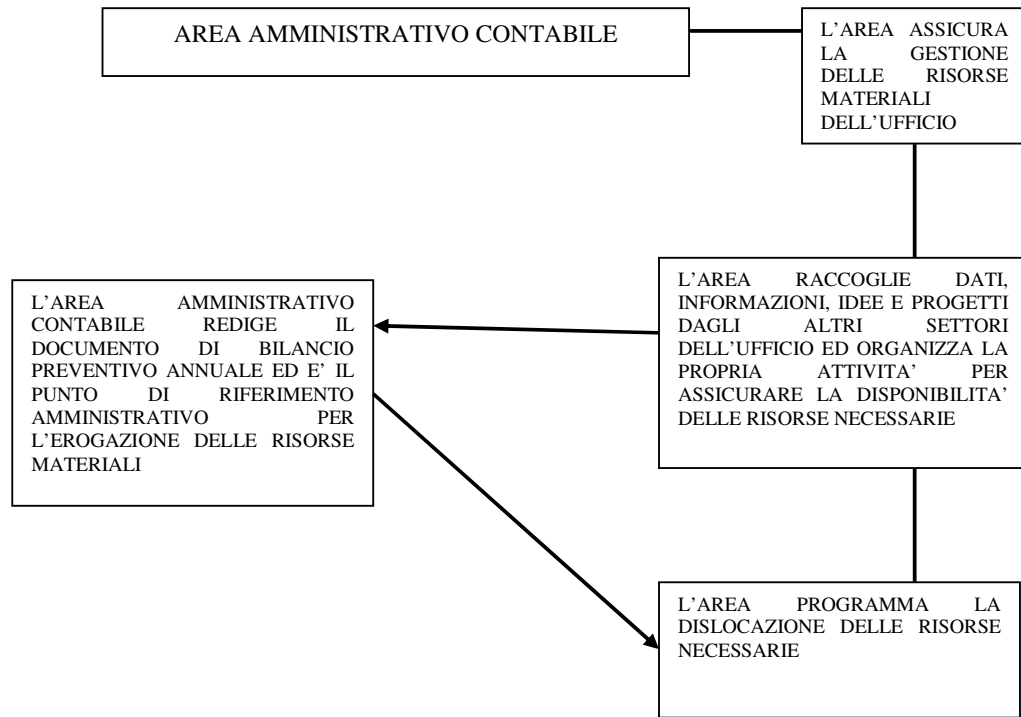 AREA AMMINISTRATIVO CONTABILE
L'AREA ASSICURA
LA GESTIONE
DELLE RISORSE
MATERIALI
DELL'UFFICIO
L'AREA RACCOGLIE DATI,
INFORMAZIONI, IDEE E PROGETTI
DAGLI ALTRI SETTORI
DELL'UFFICIO ED ORGANIZZA LA
PROPRIA ATTIVITA' PER
ASSICURARE LA DISPONIBILITA'
DELLE RISORSE NECESSARIE
L'AREA AMMINISTRATIVO
CONTABILE REDIGE IL
DOCUMENTO DI BILANCIO
PREVENTIVO ANNUALE ED E' IL
PUNTO DI RIFERIMENTO
AMMINISTRATIVO PER
L'EROGAZIONE DELLE RISORSE
MATERIALI
L'AREA PROGRAMMA LA
DISLOCAZIONE DELLE RISORSE
NECESSARIE